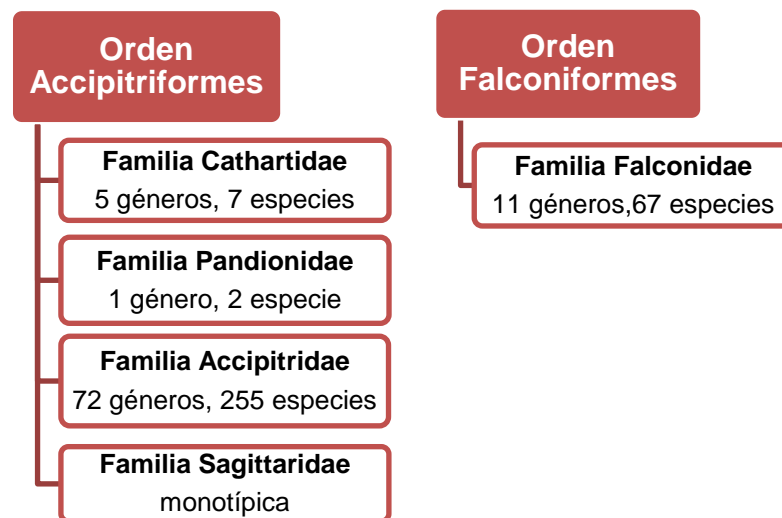 Orden
Accipitriformes
Familia Cathartidae
5 géneros, 7 especies
Familia Pandionidae
1 género, 2 especie
Familia Accipitridae
72 géneros, 255 especies
Familia Sagittaridae
monotípica
Orden
Falconiformes
Familia Falconidae
11 géneros,67 especies